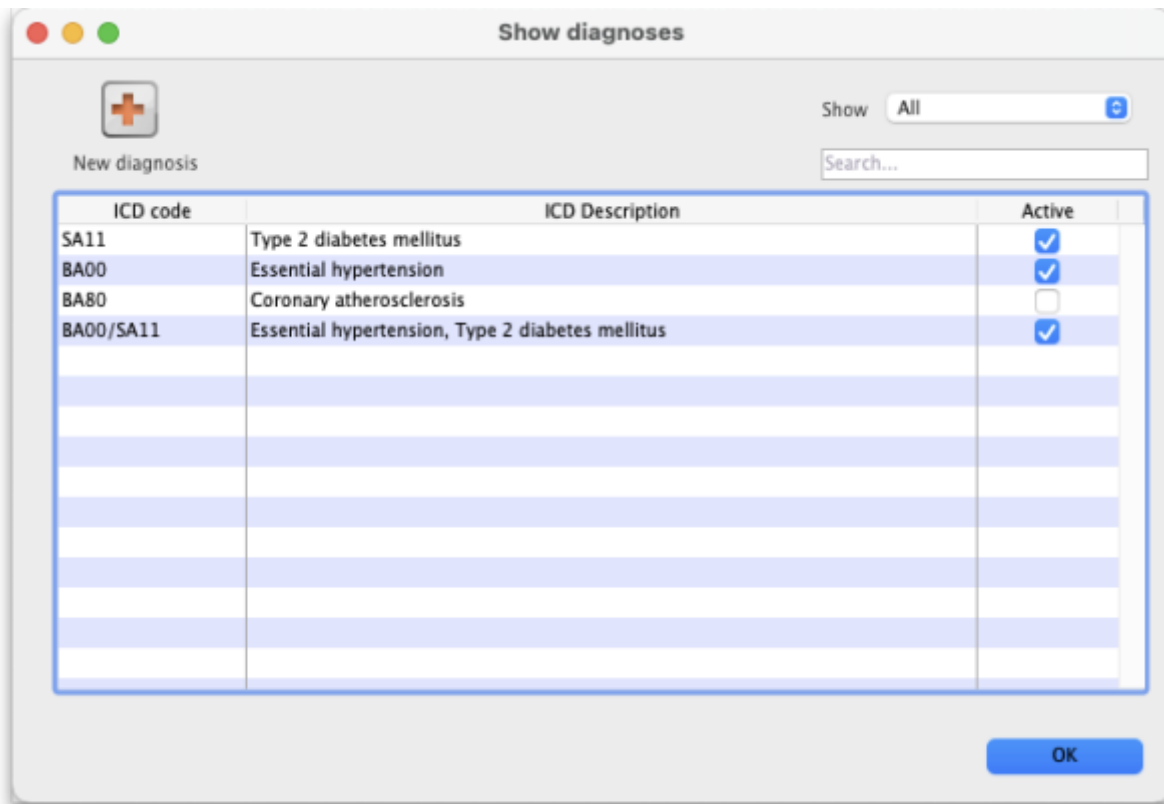 Show diagnoses
Show All
New diagnosis
Search...
ICD code ICD Description Active
SA11 Type 2 diabetes mellitus
BA00 Essential hypertension
BA80 Coronary atherosclerosis
BA00/SA11 Essential hypertension, Type 2 diabetes mellitus
OK